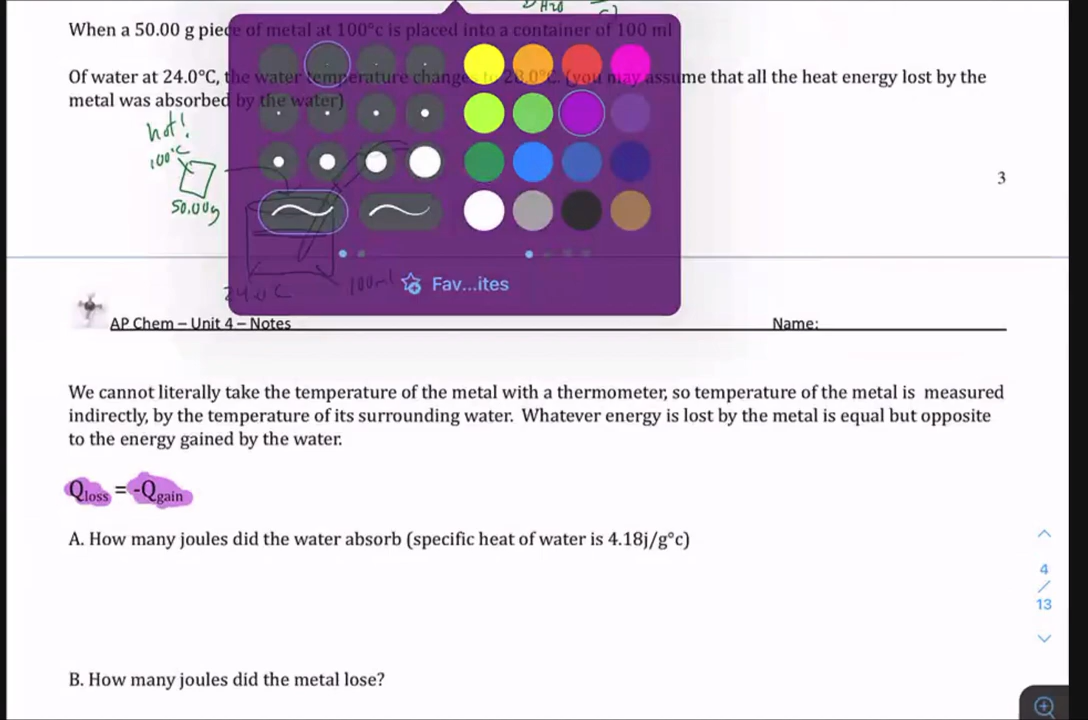 H20
When a 50.00 g piece of metal at 100°c is placed into a container of 100 ml
Of water at 24.0°C, the water temperature changes to 28.0°C. (you may assume that all the heat energy lost by the
metal was absorbed by the water)
hot!
100°C
50.00g
3
100ml
24.0°C
Fav...ites
AP Chem – Unit 4 – Notes Name:
We cannot literally take the temperature of the metal with a thermometer, so temperature of the metal is measured
indirectly, by the temperature of its surrounding water. Whatever energy is lost by the metal is equal but opposite
to the energy gained by the water.
Qloss = -Qgain
A. How many joules did the water absorb (specific heat of water is 4.18j/g°c)
4
/
13
B. How many joules did the metal lose?